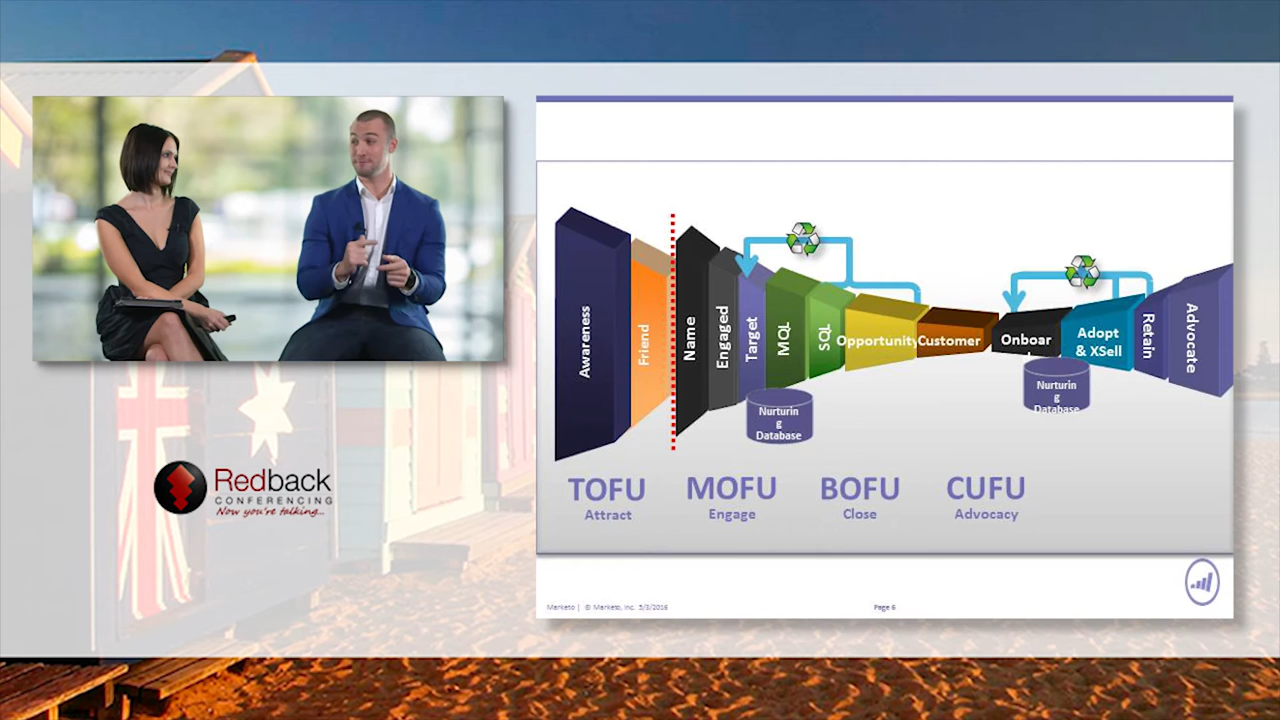 Redback
CONFERENCING
Now you're talking...
Awareness
Friend
Name
Engaged
Target
MQL
SQL
Opportunity
Customer
Onboar
Adopt
& XSell
Retain
Advocate
Nurturin
g
Database
Nurturin
g
Database
TOFU
Attract
MOFU
Engage
BOFU
Close
CUFU
Advocacy
Marketo | © Marketo, Inc. 5/3/2016
Page 6